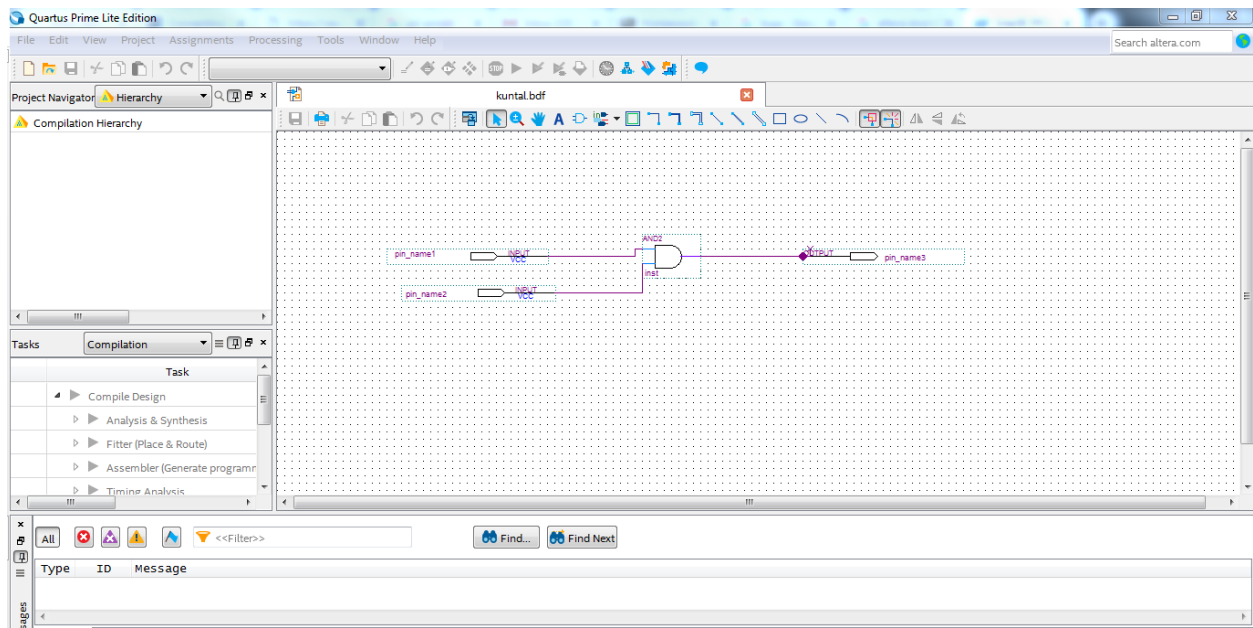 Quartus Prime Lite Edition
File Edit View Project Assignments Processing Tools Window Help
Search altera.com
STOP
Project Navigator Hierarchy
kuntal.bdf
Compilation Hierarchy
A
AND2
pin_name1 INPUT VCC
OUTPUT pin_name3
inst
pin_name2 INPUT VCC
Tasks Compilation
Task
Compile Design
Analysis & Synthesis
Fitter (Place & Route)
Assembler (Generate programr
Timing Analysis
All <<Filter>> Find... Find Next
Type ID Message
sages